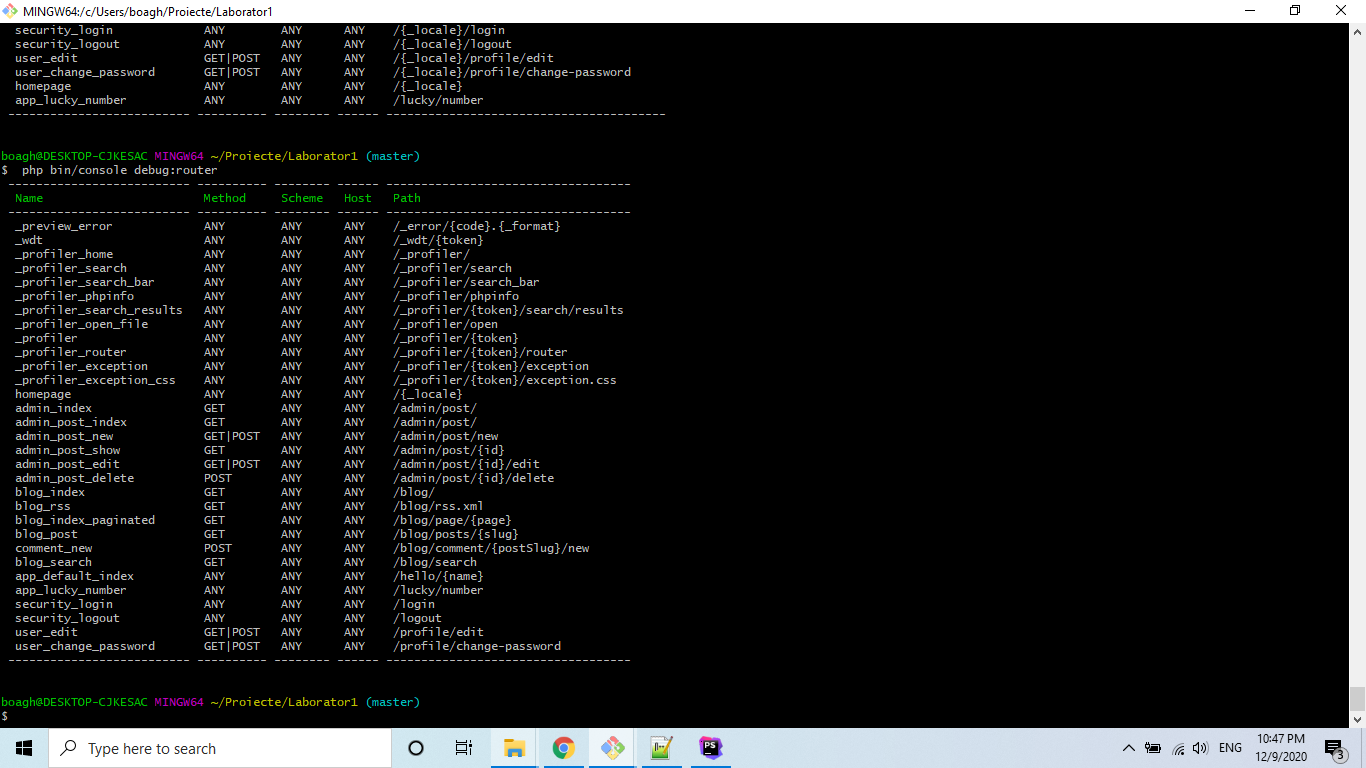 MINGW64:/c/Users/boagh/Proiecte/Laborator1
security_login ANY ANY ANY /{_locale}/login
security_logout ANY ANY ANY /{_locale}/logout
user_edit GET|POST ANY ANY /{_locale}/profile/edit
user_change_password GET|POST ANY ANY /{_locale}/profile/change-password
homepage ANY ANY ANY /{_locale}
app_lucky_number ANY ANY ANY /lucky/number
-------------------------- ---------- -------- ------ ----------------------------------------
boagh@DESKTOP-CJKESAC MINGW64 ~/Proiecte/Laborator1 (master)
$ php bin/console debug:router
-------------------------- ---------- -------- ------ -----------------------------------
Name Method Scheme Host Path
-------------------------- ---------- -------- ------ -----------------------------------
_preview_error ANY ANY ANY /_error/{code}.{_format}
_wdt ANY ANY ANY /_wdt/{token}
_profiler_home ANY ANY ANY /_profiler/
_profiler_search ANY ANY ANY /_profiler/search
_profiler_search_bar ANY ANY ANY /_profiler/search_bar
_profiler_phpinfo ANY ANY ANY /_profiler/phpinfo
_profiler_search_results ANY ANY ANY /_profiler/{token}/search/results
_profiler_open_file ANY ANY ANY /_profiler/open
_profiler ANY ANY ANY /_profiler/{token}
_profiler_router ANY ANY ANY /_profiler/{token}/router
_profiler_exception ANY ANY ANY /_profiler/{token}/exception
_profiler_exception_css ANY ANY ANY /_profiler/{token}/exception.css
homepage ANY ANY ANY /{_locale}
admin_index GET ANY ANY /admin/post/
admin_post_index GET ANY ANY /admin/post/
admin_post_new GET|POST ANY ANY /admin/post/new
admin_post_show GET ANY ANY /admin/post/{id}
admin_post_edit GET|POST ANY ANY /admin/post/{id}/edit
admin_post_delete POST ANY ANY /admin/post/{id}/delete
blog_index GET ANY ANY /blog/
blog_rss GET ANY ANY /blog/rss.xml
blog_index_paginated GET ANY ANY /blog/page/{page}
blog_post GET ANY ANY /blog/posts/{slug}
comment_new POST ANY ANY /blog/comment/{postSlug}/new
blog_search GET ANY ANY /blog/search
app_default_index ANY ANY ANY /hello/{name}
app_lucky_number ANY ANY ANY /lucky/number
security_login ANY ANY ANY /login
security_logout ANY ANY ANY /logout
user_edit GET|POST ANY ANY /profile/edit
user_change_password GET|POST ANY ANY /profile/change-password
-------------------------- ---------- -------- ------ -----------------------------------
boagh@DESKTOP-CJKESAC MINGW64 ~/Proiecte/Laborator1 (master)
$
Type here to search
PS
ENG
10:47 PM
12/9/2020
3